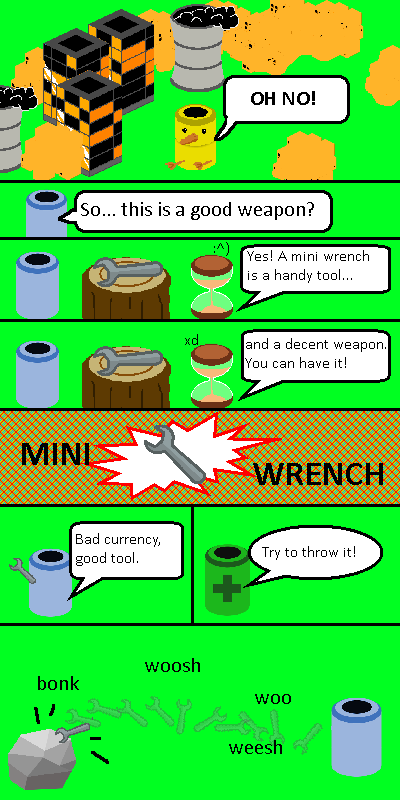 OH NO!
So... this is a good weapon?
:^)
Yes! A mini wrench
is a handy tool...
xd
and a decent weapon.
You can have it!
MINI
WRENCH
Bad currency,
good tool.
Try to throw it!
woosh
bonk
woo
weesh